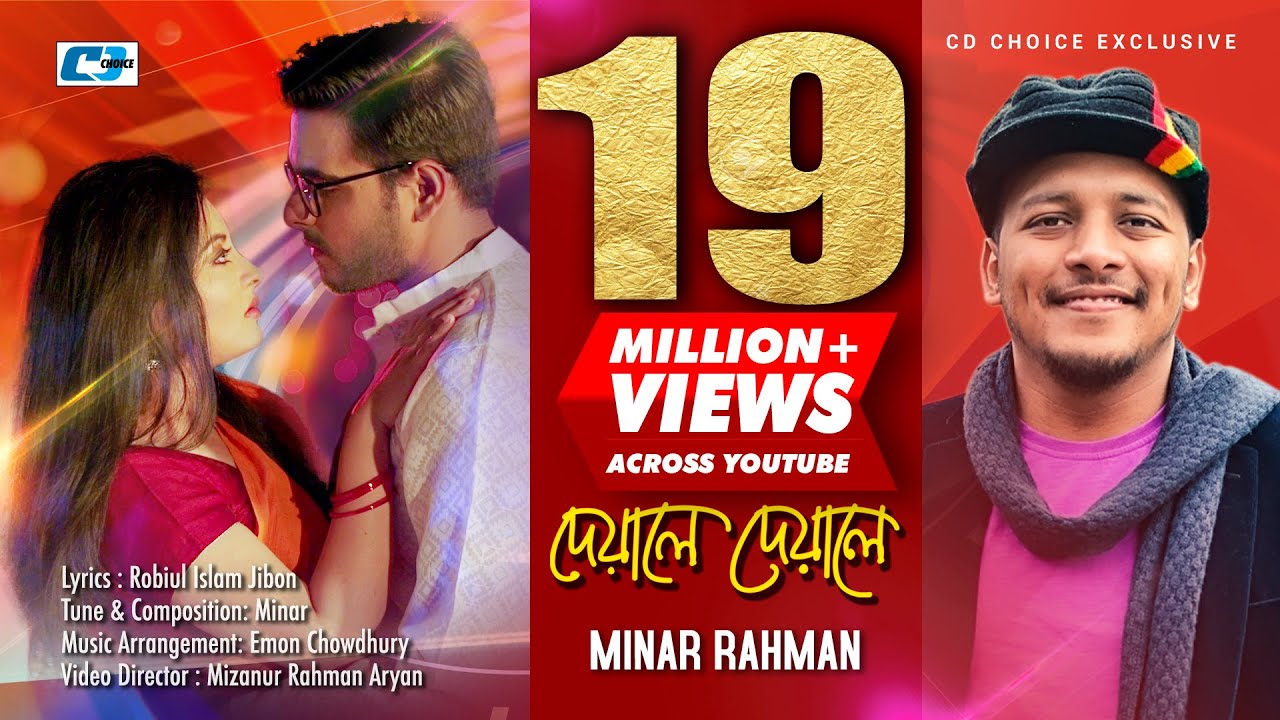 CD CHOICE
Lyrics : Robiul Islam Jibon
Tune & Composition: Minar
Music Arrangement: Emon Chowdhury
Video Director : Mizanur Rahman Aryan
19
MILLION+
VIEWS
ACROSS YOUTUBE
দেয়ালে দেয়ালে
MINAR RAHMAN
CD CHOICE EXCLUSIVE